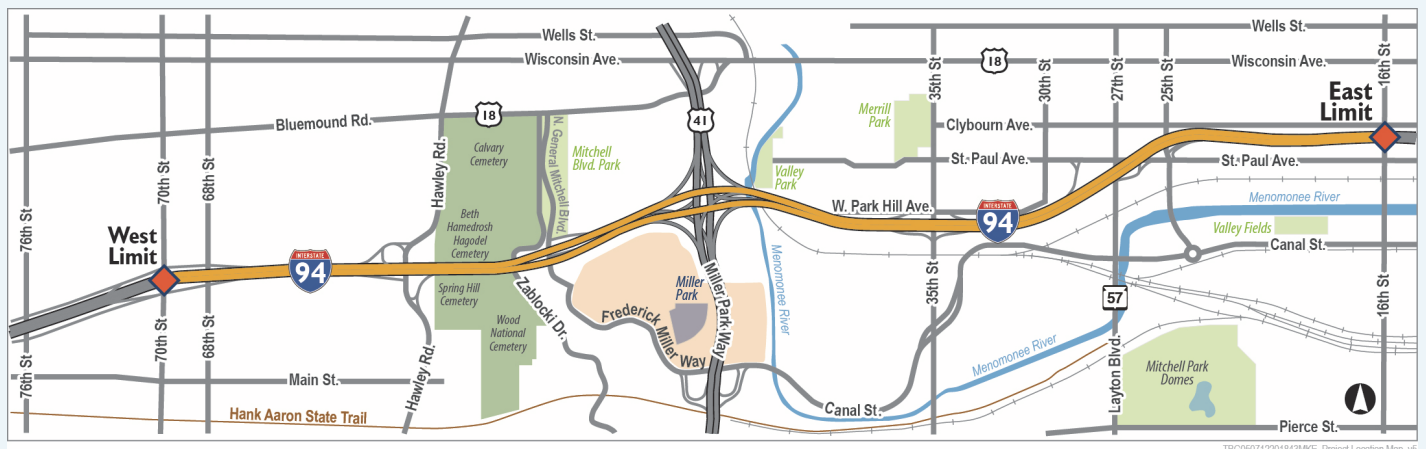 Wells St.
Wisconsin Ave.
18
Bluemound Rd.
76th St
70th St
68th St
Hawley Rd.
Calvary
Cemetery
N. General Mitchell Blvd.
Mitchell
Blvd. Park
41
Merrill
Park
Valley
Park
Wells St.
18
Wisconsin Ave.
35th St
30th St
27th St
25th St
16th St
East
Limit
Clybourn Ave.
St. Paul Ave.
St. Paul Ave.
W. Park Hill Ave.
INTERSTATE
94
Menomonee River
Valley Fields
Canal St.
West
Limit
INTERSTATE
94
Beth
Hamedrosh
Hagodel
Cemetery
Spring Hill
Cemetery
Wood
National
Cemetery
Zablocki Dr.
Miller
Park
Frederick Miller Way
Miller Park Way
Menomonee River
35th St
57
16th St
76th St
70th St
68th St
Hawley Rd.
Main St.
Hank Aaron State Trail
Canal St.
Menomonee River
Layton Blvd.
Mitchell Park
Domes
Pierce St.